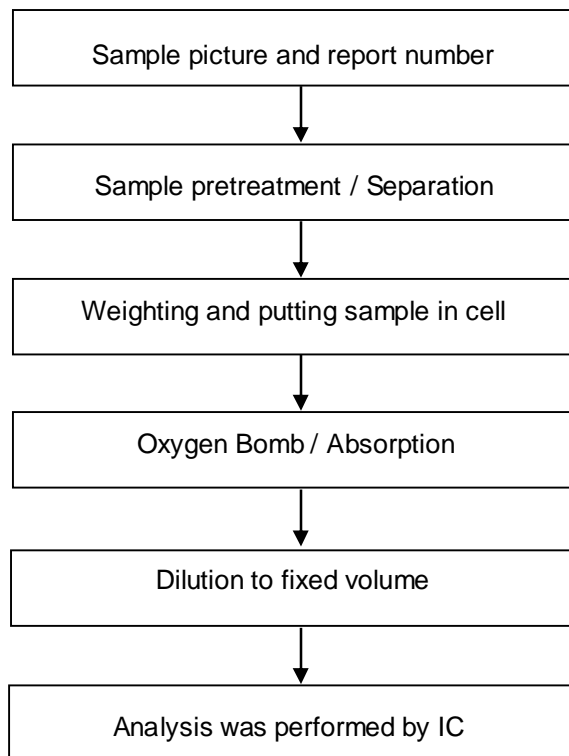 Sample picture and report number
Sample pretreatment / Separation
Weighting and putting sample in cell
Oxygen Bomb / Absorption
Dilution to fixed volume
Analysis was performed by IC